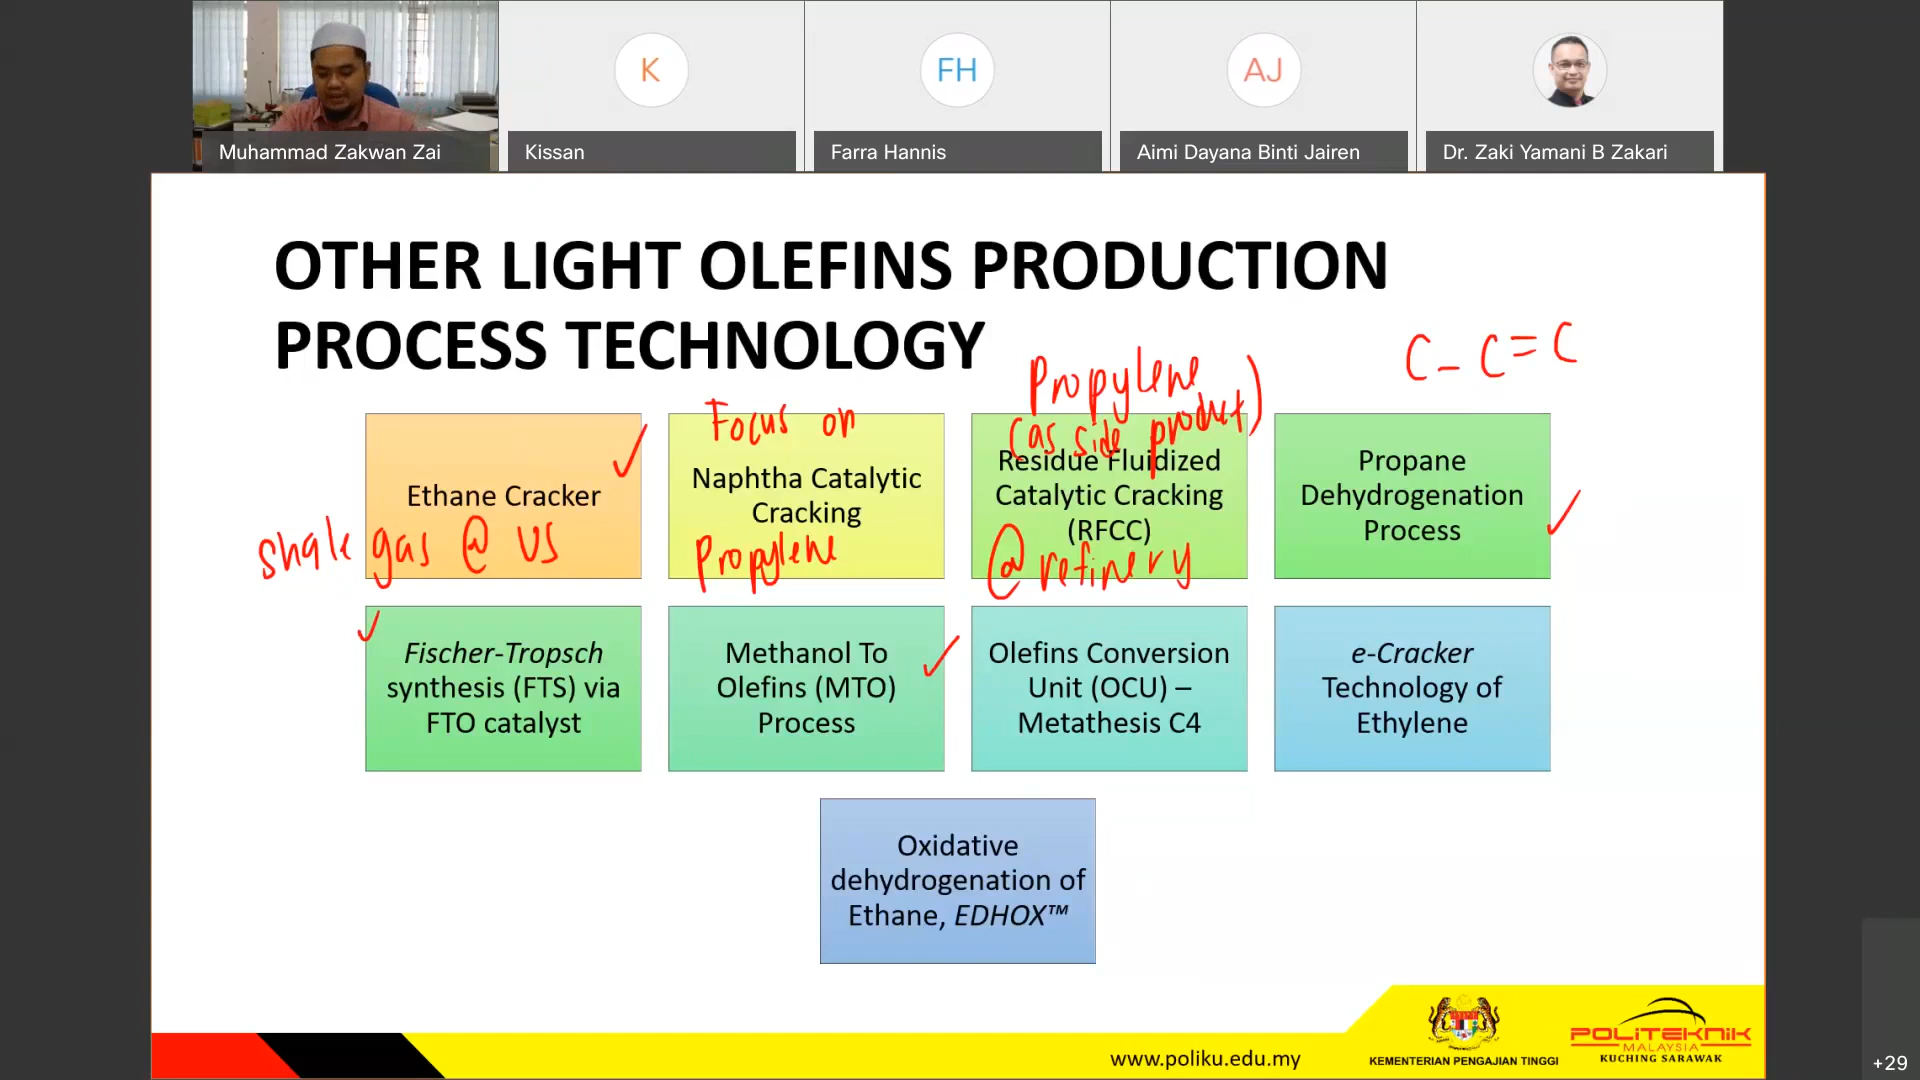 K
FH
AJ
Muhammad Zakwan Zai
Kissan
Farra Hannis
Aimi Dayana Binti Jairen
Dr. Zaki Yamani B Zakari
OTHER LIGHT OLEFINS PRODUCTION
PROCESS TECHNOLOGY
C - C = C
Ethane Cracker
shale gas @ US
Focus on
Naphtha Catalytic
Cracking
Propylene
Propylene
(as side product)
Residue Fluidized
Catalytic Cracking
(RFCC)
@ refinery
Propane
Dehydrogenation
Process
Fischer-Tropsch
synthesis (FTS) via
FTO catalyst
Methanol To
Olefins (MTO)
Process
Olefins Conversion
Unit (OCU) –
Metathesis C4
e-Cracker
Technology of
Ethylene
Oxidative
dehydrogenation of
Ethane, EDHOX™
www.poliku.edu.my
KEMENTERIAN PENGAJIAN TINGGI
POLITEKNIK
MALAYSIA
KUCHING SARAWAK
+29